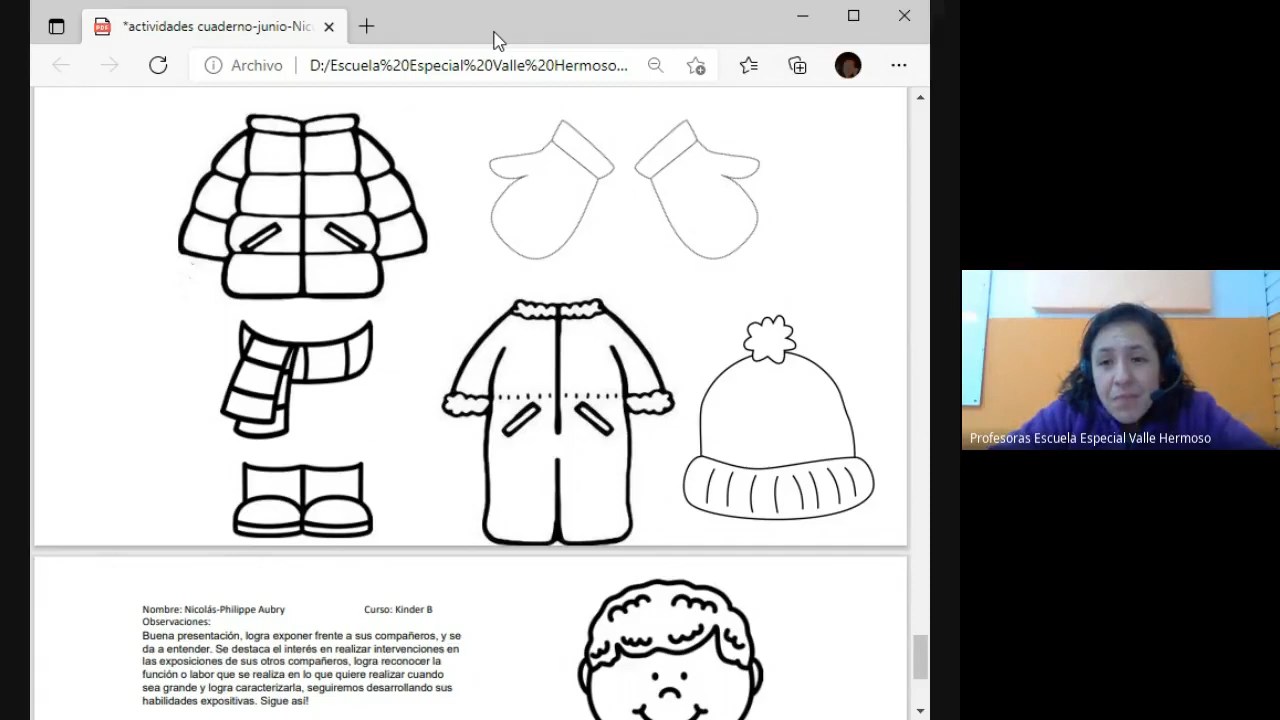 *actividades cuaderno-junio-Nic
Archivo
D:/Escuela%20Especial%20Valle%20Hermoso...
Nombre: Nicolás-Philippe Aubry Curso: Kinder B
Observaciones:
Buena presentación, logra exponer frente a sus compañeros, y se
da a entender. Se destaca el interés en realizar intervenciones en
las exposiciones de sus otros compañeros, logra reconocer la
función o labor que se realiza en lo que quiere realizar cuando
sea grande y logra caracterizarla, seguiremos desarrollando sus
habilidades expositivas. Sigue así!
Profesoras Escuela Especial Valle Hermoso